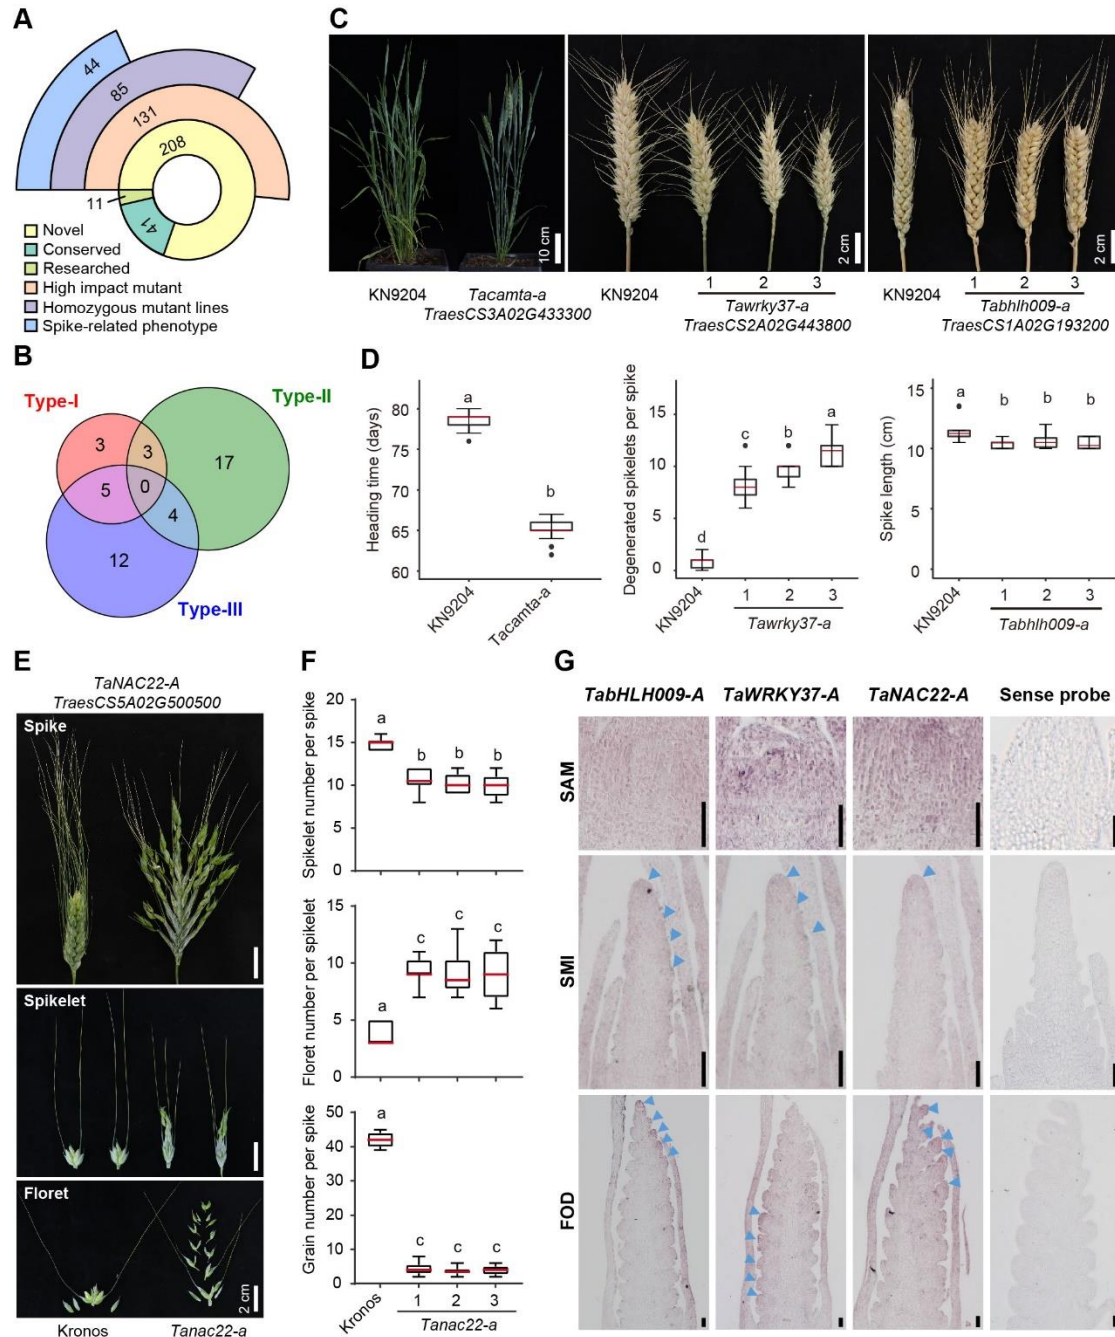 A
44
85
131
208
11
41
Novel
Conserved
Researched
High impact mutant
Homozygous mutant lines
Spike-related phenotype
B
Type-I
Type-II
3
3
17
5
0
4
12
Type-III
C
10 cm
2 cm
2 cm
KN9204
Tacamta-a
TraesCS3A02G433300
KN9204
1 2 3
Tawrky37-a
TraesCS2A02G443800
KN9204
1 2 3
Tabhlh009-a
TraesCS1A02G193200
D
Heading time (days)
80
75
70
65
60
a
b
KN9204
Tacamta-a
Degenerated spikelets per spike
15
10
5
0
d
c
b
a
KN9204
1 2 3
Tawrky37-a
Spike length (cm)
15
10
5
0
a
b
b
b
KN9204
1 2 3
Tabhlh009-a
E
TaNAC22-A
TraesCS5A02G500500
Spike
Spikelet
Floret
2 cm
Kronos
Tanac22-a
F
Spikelet number per spike
20
15
10
5
0
a
b
b
b
Floret number per spikelet
15
10
5
0
a
c
c
c
Grain number per spike
50
40
30
20
10
0
a
c
c
c
Kronos
1 2 3
Tanac22-a
G
TabHLH009-A
TaWRKY37-A
TaNAC22-A
Sense probe
SAM
SMI
FOD